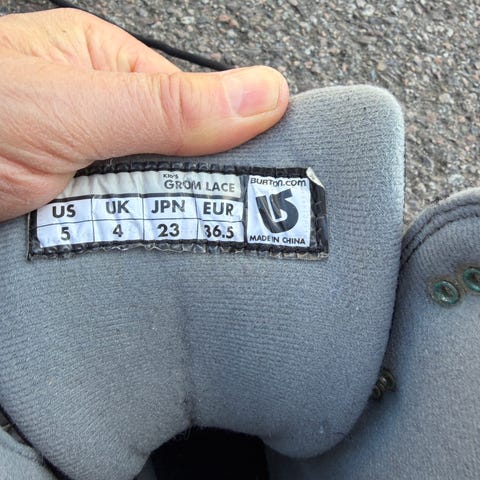 KID'S
GROM LACE
US UK JPN EUR
5 4 23 36.5
BURTON.COM
MADE IN CHINA